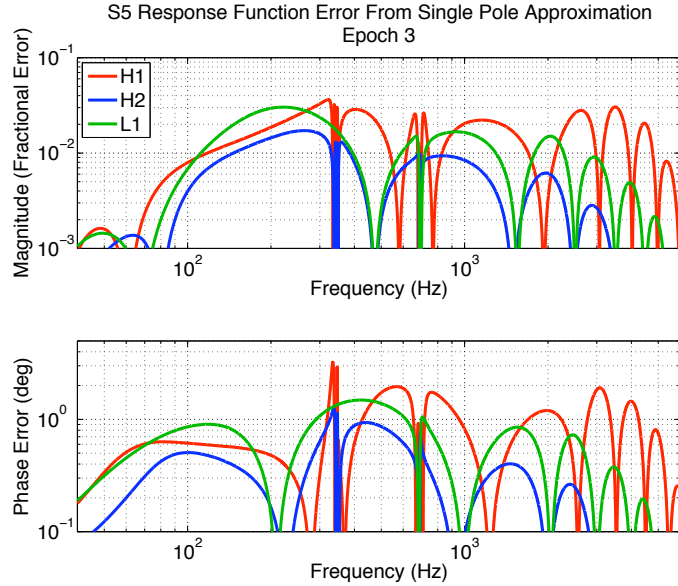 S5 Response Function Error From Single Pole Approximation
Epoch 3
Magnitude (Fractional Error)
10^-1
10^-2
10^-3
H1
H2
L1
10^2
10^3
Frequency (Hz)
Phase Error (deg)
10^0
10^-1
10^2
10^3
Frequency (Hz)